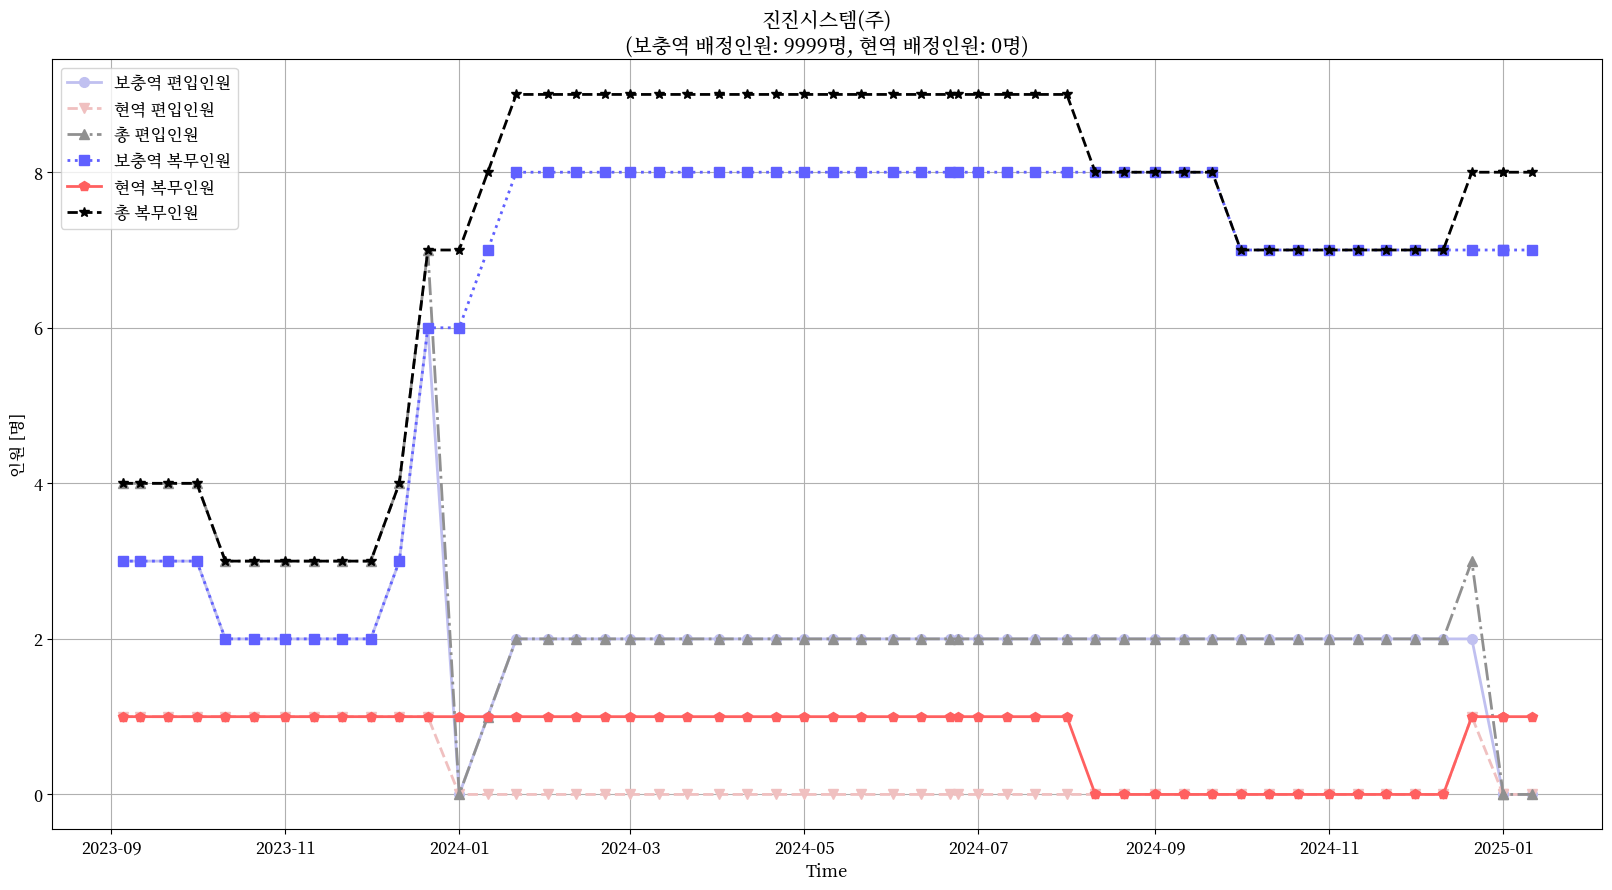 진진시스템(주)
(보충역 배정인원: 9999명, 현역 배정인원: 0명)
보충역 편입인원
현역 편입인원
총 편입인원
보충역 복무인원
현역 복무인원
총 복무인원
인원 [명]
8
6
4
2
0
2023-09
2023-11
2024-01
2024-03
2024-05
2024-07
2024-09
2024-11
2025-01
Time